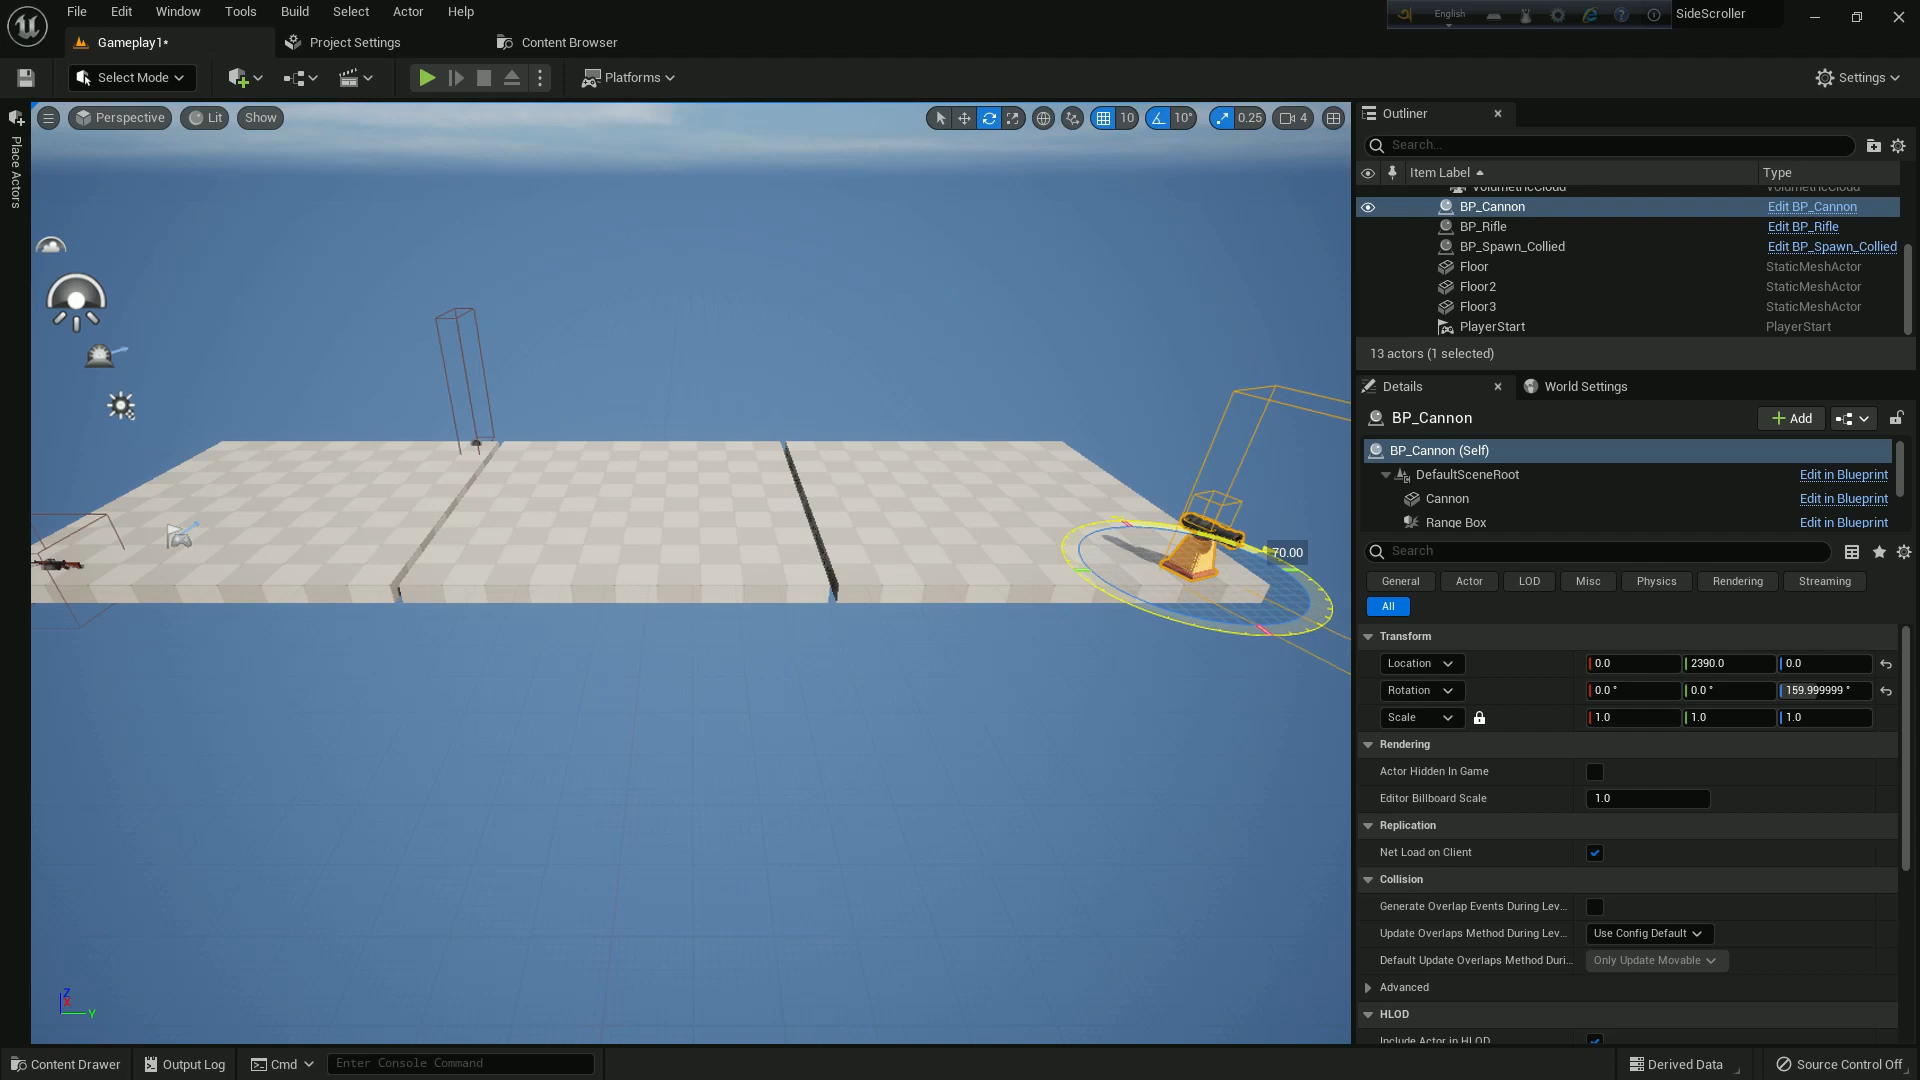 File Edit Window Tools Build Select Actor Help
English
SideScroller
Gameplay1*
Project Settings
Content Browser
Select Mode
Platforms
Settings
Place Actors
Perspective
Lit
Show
10
10°
0.25
4
Outliner
Search...
Item Label
Type
VolumetricCloud
VolumetricCloud
BP_Cannon
Edit BP_Cannon
BP_Rifle
Edit BP_Rifle
BP_Spawn_Collied
Edit BP_Spawn_Collied
Floor
StaticMeshActor
Floor2
StaticMeshActor
Floor3
StaticMeshActor
PlayerStart
PlayerStart
13 actors (1 selected)
Details
World Settings
BP_Cannon
Add
BP_Cannon (Self)
DefaultSceneRoot
Edit in Blueprint
Cannon
Edit in Blueprint
Range Box
Edit in Blueprint
Search
General
Actor
LOD
Misc
Physics
Rendering
Streaming
All
70.00
Transform
Location
0.0
2390.0
0.0
Rotation
0.0 °
0.0 °
159.999999 °
Scale
1.0
1.0
1.0
Rendering
Actor Hidden In Game
Editor Billboard Scale
1.0
Replication
Net Load on Client
Collision
Generate Overlap Events During Lev...
Update Overlaps Method During Lev...
Use Config Default
Default Update Overlaps Method Duri...
Only Update Movable
Advanced
HLOD
Include Actor in HLOD
Z
X
Y
Content Drawer
Output Log
Cmd
Enter Console Command
Derived Data
Source Control Off